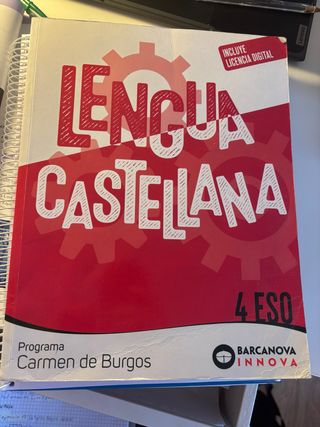 INCLUYE
LICENCIA DIGITAL
LENGUA
CASTELLANA
4 ESO
Programa
Carmen de Burgos
BARCANOVA
INNOVA